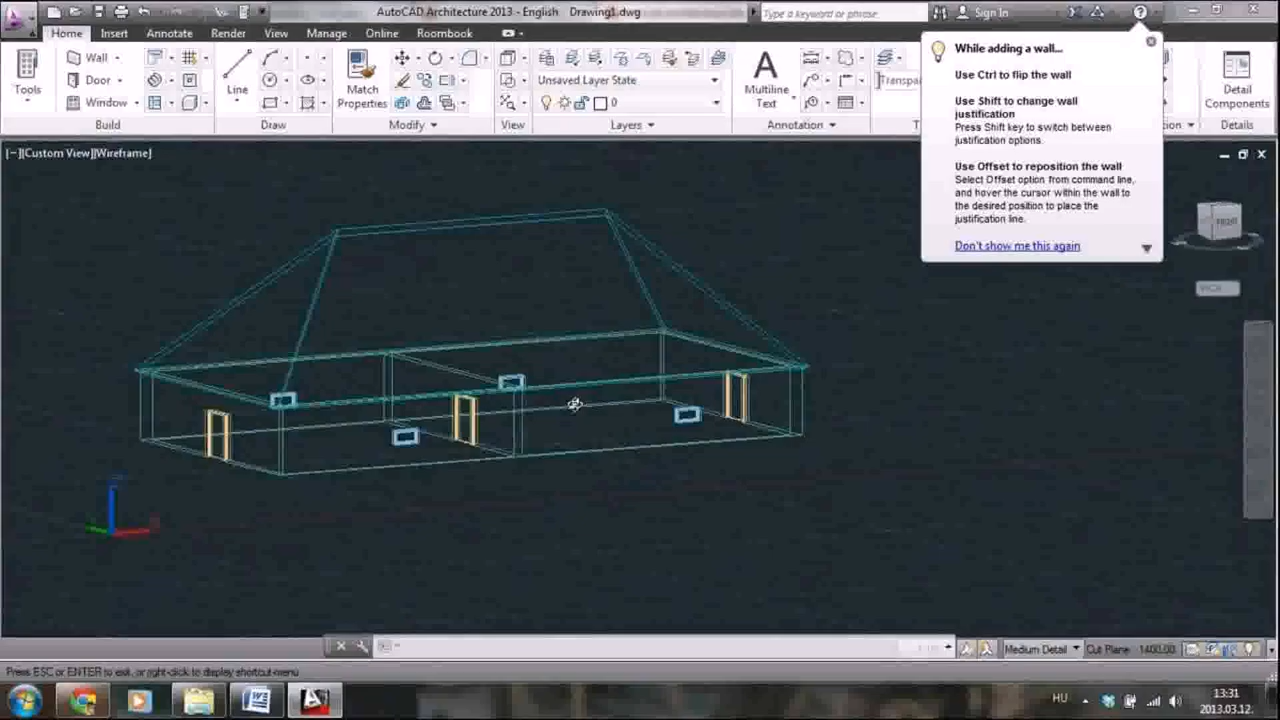 AutoCAD Architecture 2013 - English Drawing1.dwg
Type a keyword or phrase
Sign In
Home Insert Annotate Render View Manage Online Roombook
Wall
Door
Window
Tools
Build
Line
Draw
Match
Properties
Modify
View
Unsaved Layer State
0
Layers
Multiline
Text
Annotation
Transpa
Detail
Components
Details
While adding a wall...
Use Ctrl to flip the wall
Use Shift to change wall
justification
Press Shift key to switch between
justification options.
Use Offset to reposition the wall
Select Offset option from command line,
and hover the cursor within the wall to
the desired position to place the
justification line.
Don't show me this again
[−][Custom View][Wireframe]
Medium Detail
Cut Plane: 1400.00
Press ESC or ENTER to exit, or right-click to display shortcut-menu
HU
13:31
2013.03.12.